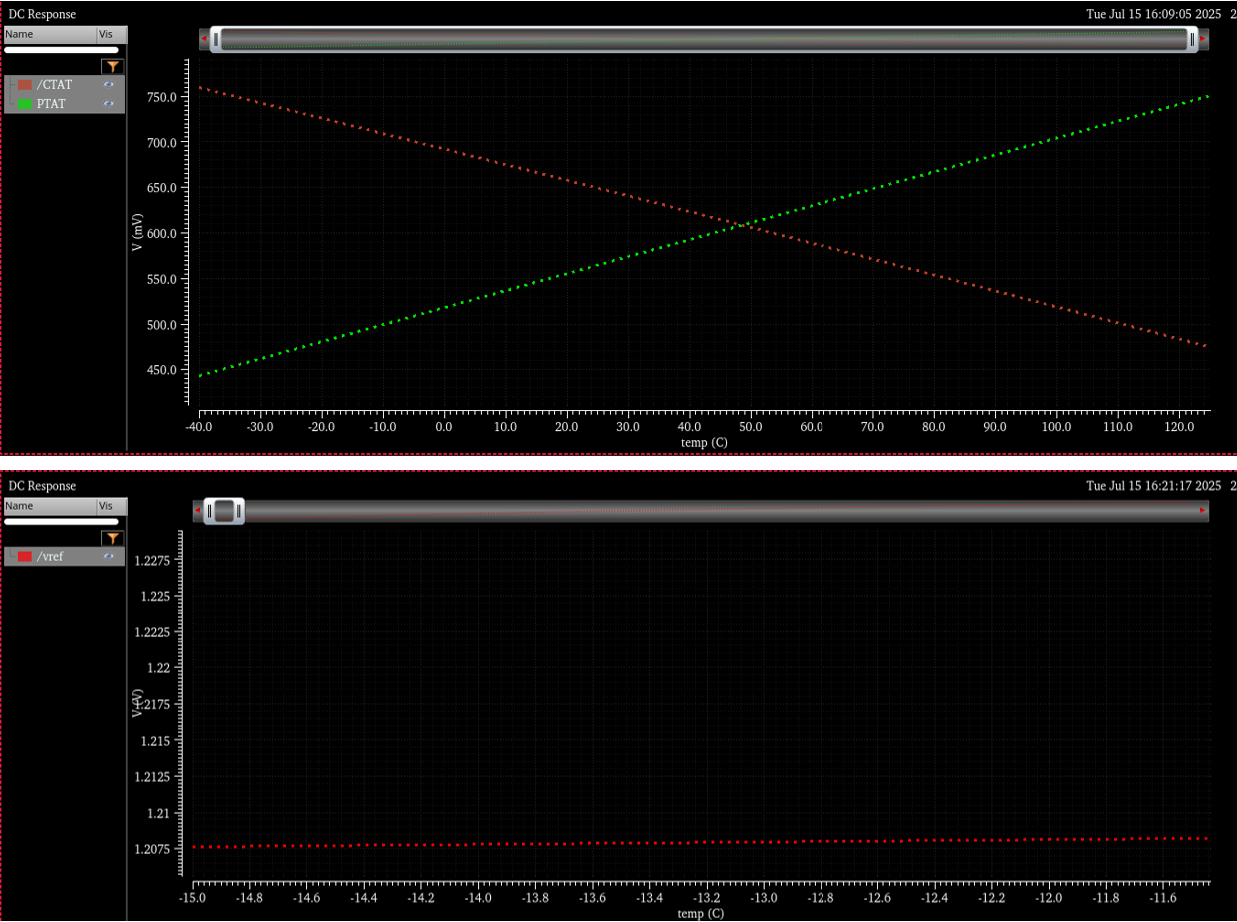 DC Response
Tue Jul 15 16:09:05 2025 2
Name Vis
/CTAT
PTAT
750.0
700.0
650.0
600.0
550.0
500.0
450.0
V (mV)
-40.0 -30.0 -20.0 -10.0 0.0 10.0 20.0 30.0 40.0 50.0 60.0 70.0 80.0 90.0 100.0 110.0 120.0
temp (C)
DC Response
Tue Jul 15 16:21:17 2025 2
Name Vis
/vref
1.2275
1.225
1.2225
1.22
1.2175
1.215
1.2125
1.21
1.2075
V (V)
-15.0 -14.8 -14.6 -14.4 -14.2 -14.0 -13.8 -13.6 -13.4 -13.2 -13.0 -12.8 -12.6 -12.4 -12.2 -12.0 -11.8 -11.6
temp (C)